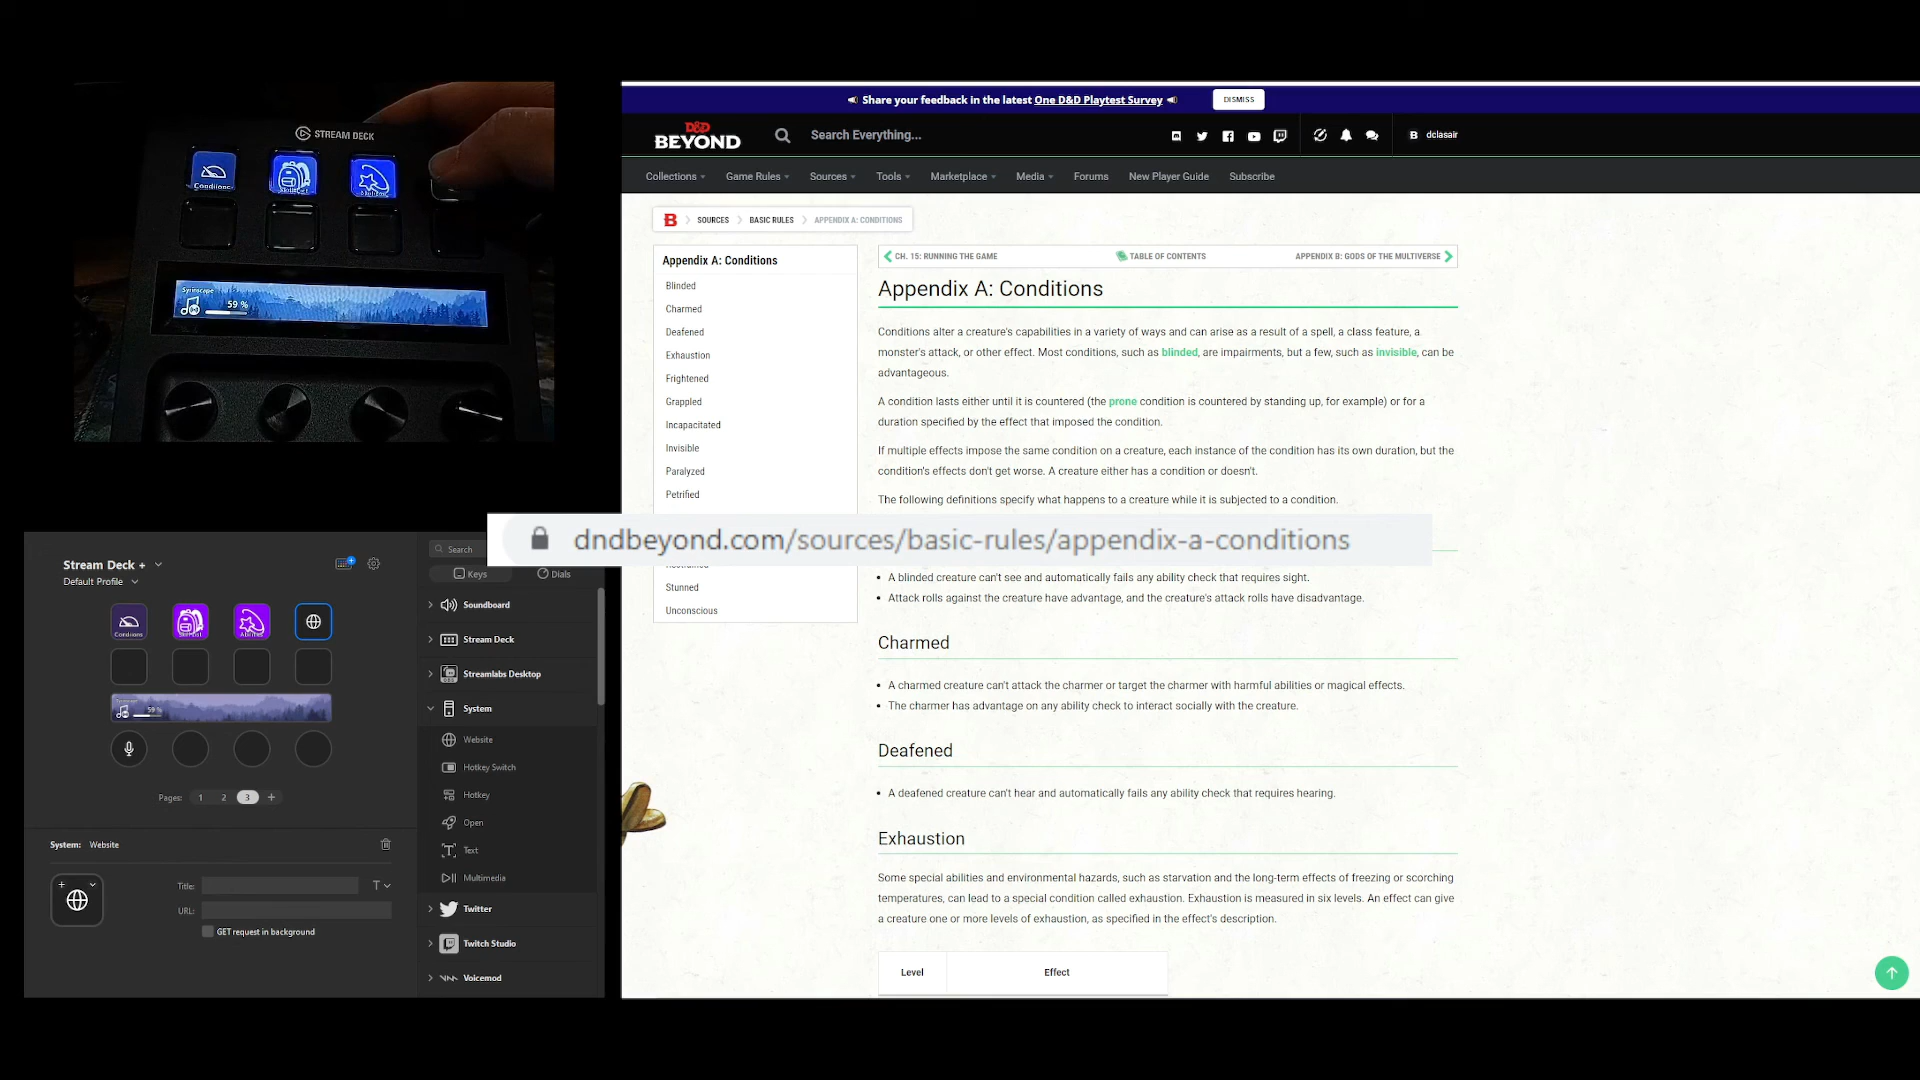 STREAM DECK
Conditions
Syrinscape
59 %
Share your feedback in the latest One D&D Playtest Survey
DISMISS
D&D
BEYOND
Search Everything...
B dclasair
Collections
Game Rules
Sources
Tools
Marketplace
Media
Forums
New Player Guide
Subscribe
B
SOURCES
BASIC RULES
APPENDIX A: CONDITIONS
Appendix A: Conditions
Blinded
Charmed
Deafened
Exhaustion
Frightened
Grappled
Incapacitated
Invisible
Paralyzed
Petrified
Stunned
Unconscious
CH. 15: RUNNING THE GAME
TABLE OF CONTENTS
APPENDIX B: GODS OF THE MULTIVERSE
Appendix A: Conditions
Conditions alter a creature's capabilities in a variety of ways and can arise as a result of a spell, a class feature, a
monster's attack, or other effect. Most conditions, such as blinded, are impairments, but a few, such as invisible, can be
advantageous.
A condition lasts either until it is countered (the prone condition is countered by standing up, for example) or for a
duration specified by the effect that imposed the condition.
If multiple effects impose the same condition on a creature, each instance of the condition has its own duration, but the
condition's effects don't get worse. A creature either has a condition or doesn't.
The following definitions specify what happens to a creature while it is subjected to a condition.
dndbeyond.com/sources/basic-rules/appendix-a-conditions
• A blinded creature can't see and automatically fails any ability check that requires sight.
• Attack rolls against the creature have advantage, and the creature's attack rolls have disadvantage.
Charmed
• A charmed creature can't attack the charmer or target the charmer with harmful abilities or magical effects.
• The charmer has advantage on any ability check to interact socially with the creature.
Deafened
• A deafened creature can't hear and automatically fails any ability check that requires hearing.
Exhaustion
Some special abilities and environmental hazards, such as starvation and the long-term effects of freezing or scorching
temperatures, can lead to a special condition called exhaustion. Exhaustion is measured in six levels. An effect can give
a creature one or more levels of exhaustion, as specified in the effect's description.
Level
Effect
Stream Deck +
Default Profile
Conditions
Abilities
59 %
Pages:
1
2
3
+
System: Website
Title:
T
URL:
GET request in background
Search
Keys
Dials
Soundboard
Stream Deck
Streamlabs Desktop
System
Website
Hotkey Switch
Hotkey
Open
Text
Multimedia
Twitter
Twitch Studio
Voicemod